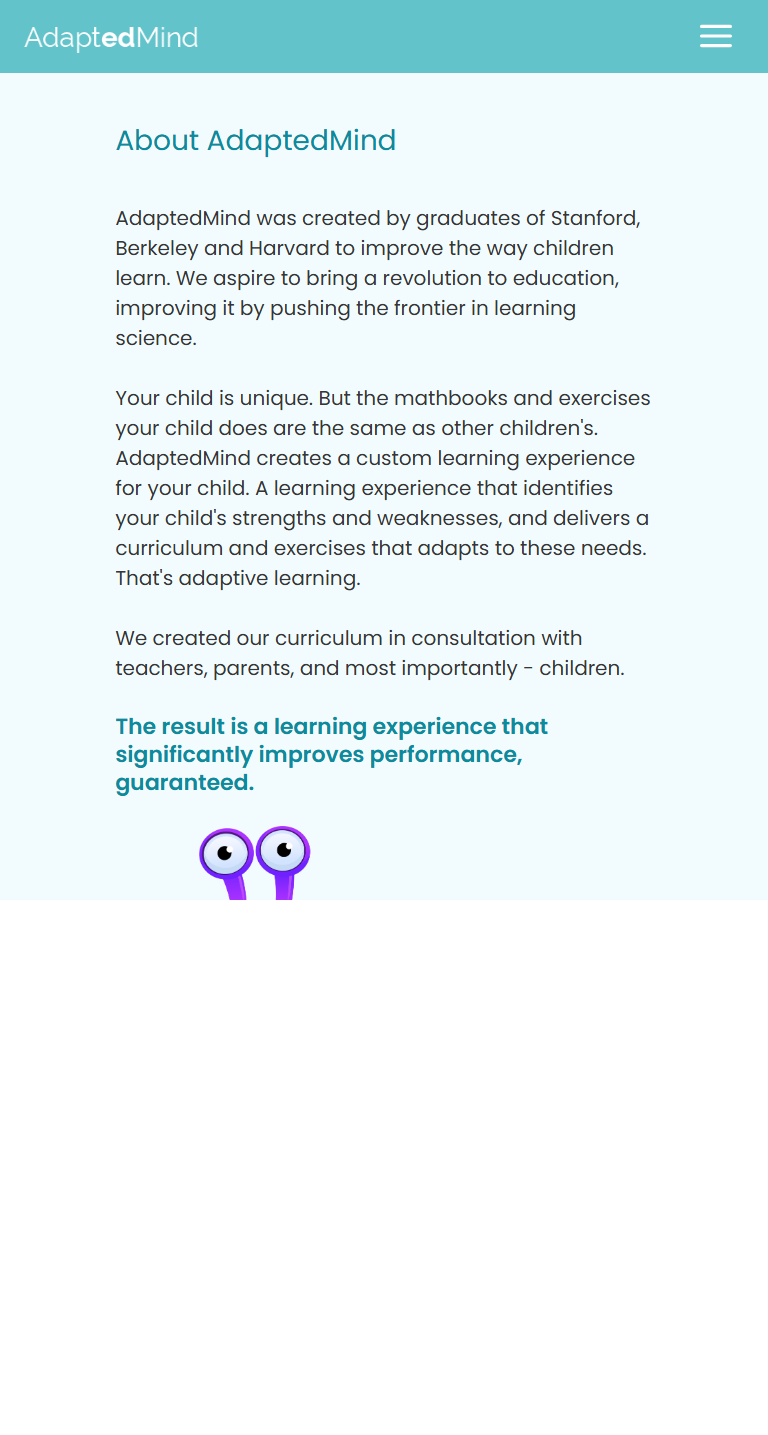 AdaptedMind
About AdaptedMind
AdaptedMind was created by graduates of Stanford,
Berkeley and Harvard to improve the way children
learn. We aspire to bring a revolution to education,
improving it by pushing the frontier in learning
science.
Your child is unique. But the mathbooks and exercises
your child does are the same as other children's.
AdaptedMind creates a custom learning experience
for your child. A learning experience that identifies
your child's strengths and weaknesses, and delivers a
curriculum and exercises that adapts to these needs.
That's adaptive learning.
We created our curriculum in consultation with
teachers, parents, and most importantly - children.
The result is a learning experience that
significantly improves performance,
guaranteed.